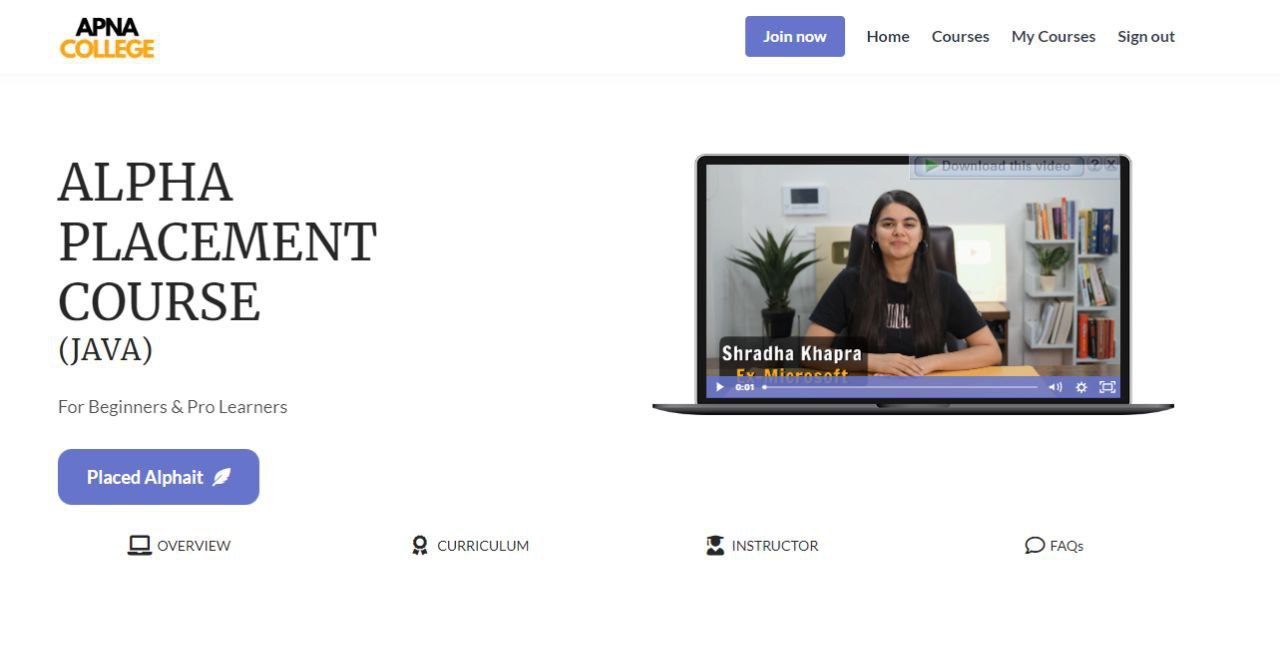 APNA
COLLEGE
Join now
Home
Courses
My Courses
Sign out
ALPHA
PLACEMENT
COURSE
(JAVA)
For Beginners & Pro Learners
Placed Alphait
Download this video ? X
Shradha Khapra
Ex-Microsoft
0:01
OVERVIEW
CURRICULUM
INSTRUCTOR
FAQs